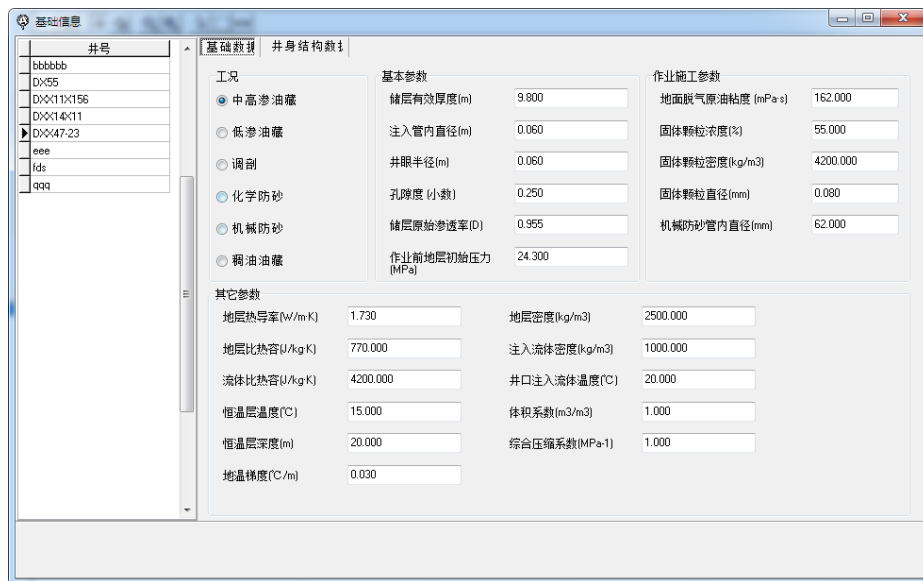 基础信息
井号
bbbbbb
DX55
DXX11X156
DXX14X11
DXX47-23
eee
fds
qqq
基础数据 井身结构数
工况
中高渗油藏
低渗油藏
调剖
化学防砂
机械防砂
稠油油藏
基本参数
储层有效厚度(m) 9.800
注入管内直径(m) 0.060
井眼半径(m) 0.060
孔隙度 (小数) 0.250
储层原始渗透率(D) 0.955
作业前地层初始压力 24.300
(MPa)
作业施工参数
地面脱气原油粘度 (mPa·s) 162.000
固体颗粒浓度(%) 55.000
固体颗粒密度(kg/m3) 4200.000
固体颗粒直径(mm) 0.080
机械防砂管内直径(mm) 62.000
其它参数
地层热导率(W/m·K) 1.730
地层比热容(J/kg·K) 770.000
流体比热容(J/kg·K) 4200.000
恒温层温度(℃) 15.000
恒温层深度(m) 20.000
地温梯度(℃/m) 0.030
地层密度(kg/m3) 2500.000
注入流体密度(kg/m3) 1000.000
井口注入流体温度(℃) 20.000
体积系数(m3/m3) 1.000
综合压缩系数(MPa-1) 1.000